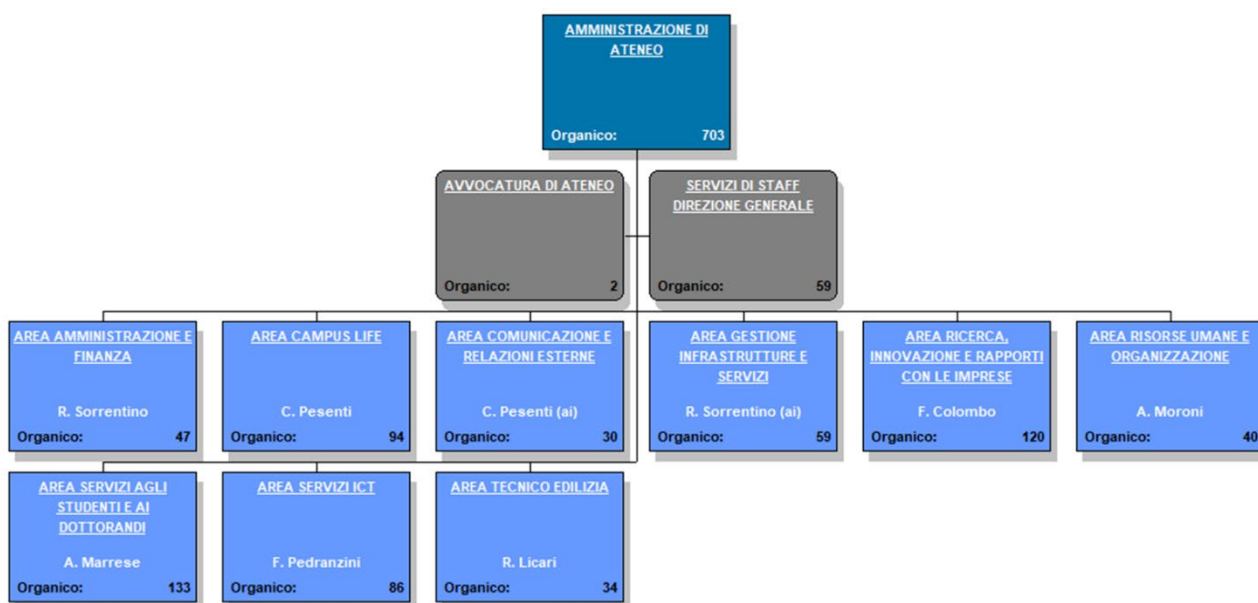 AMMINISTRAZIONE DI
ATENEO
Organico: 703
AVVOCATURA DI ATENEO
Organico: 2
SERVIZI DI STAFF
DIREZIONE GENERALE
Organico: 59
AREA AMMINISTRAZIONE E
FINANZA
R. Sorrentino
Organico: 47
AREA CAMPUS LIFE
C. Pesenti
Organico: 94
AREA COMUNICAZIONE E
RELAZIONI ESTERNE
C. Pesenti (ai)
Organico: 30
AREA GESTIONE
INFRASTRUTTURE E
SERVIZI
R. Sorrentino (ai)
Organico: 59
AREA RICERCA,
INNOVAZIONE E RAPPORTI
CON LE IMPRESE
F. Colombo
Organico: 120
AREA RISORSE UMANE E
ORGANIZZAZIONE
A. Moroni
Organico: 40
AREA SERVIZI AGLI
STUDENTI E AI
DOTTORANDI
A. Marrese
Organico: 133
AREA SERVIZI ICT
F. Pedranzini
Organico: 86
AREA TECNICO EDILIZIA
R. Licari
Organico: 34